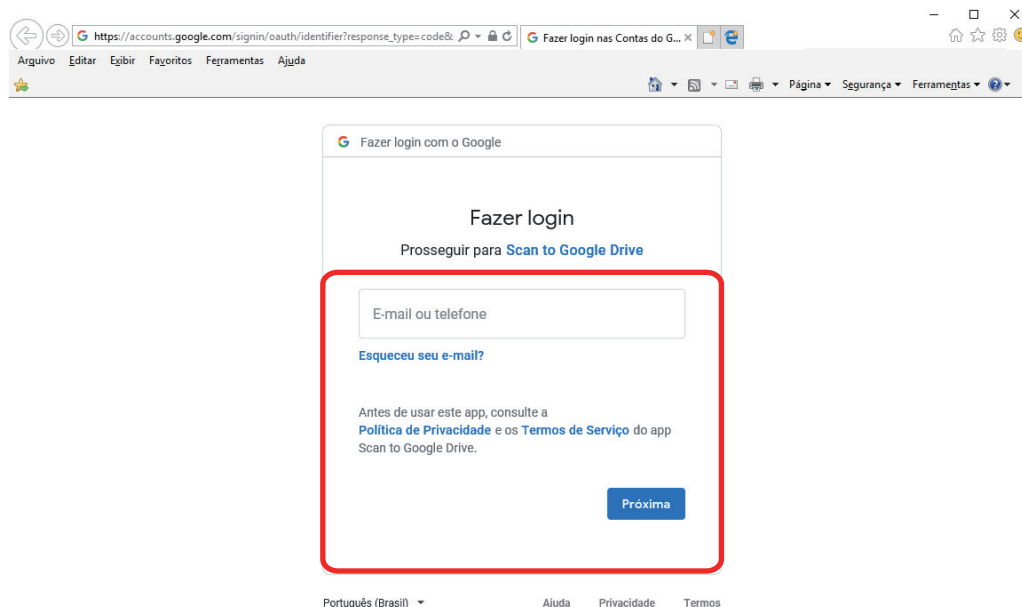 https://accounts.google.com/signin/oauth/identifier?response_type=code&
Fazer login nas Contas do G...
Arquivo Editar Exibir Favoritos Ferramentas Ajuda
Página Segurança Ferramentas
G Fazer login com o Google
Fazer login
Prosseguir para Scan to Google Drive
E-mail ou telefone
Esqueceu seu e-mail?
Antes de usar este app, consulte a
Política de Privacidade e os Termos de Serviço do app
Scan to Google Drive.
Próxima
Português (Brasil) Ajuda Privacidade Termos